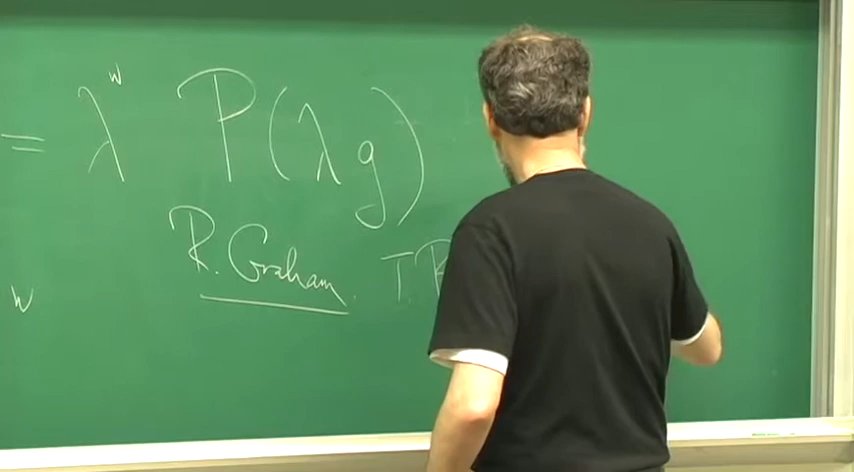 = λ^w P(λg)
R. Graham. T.
w